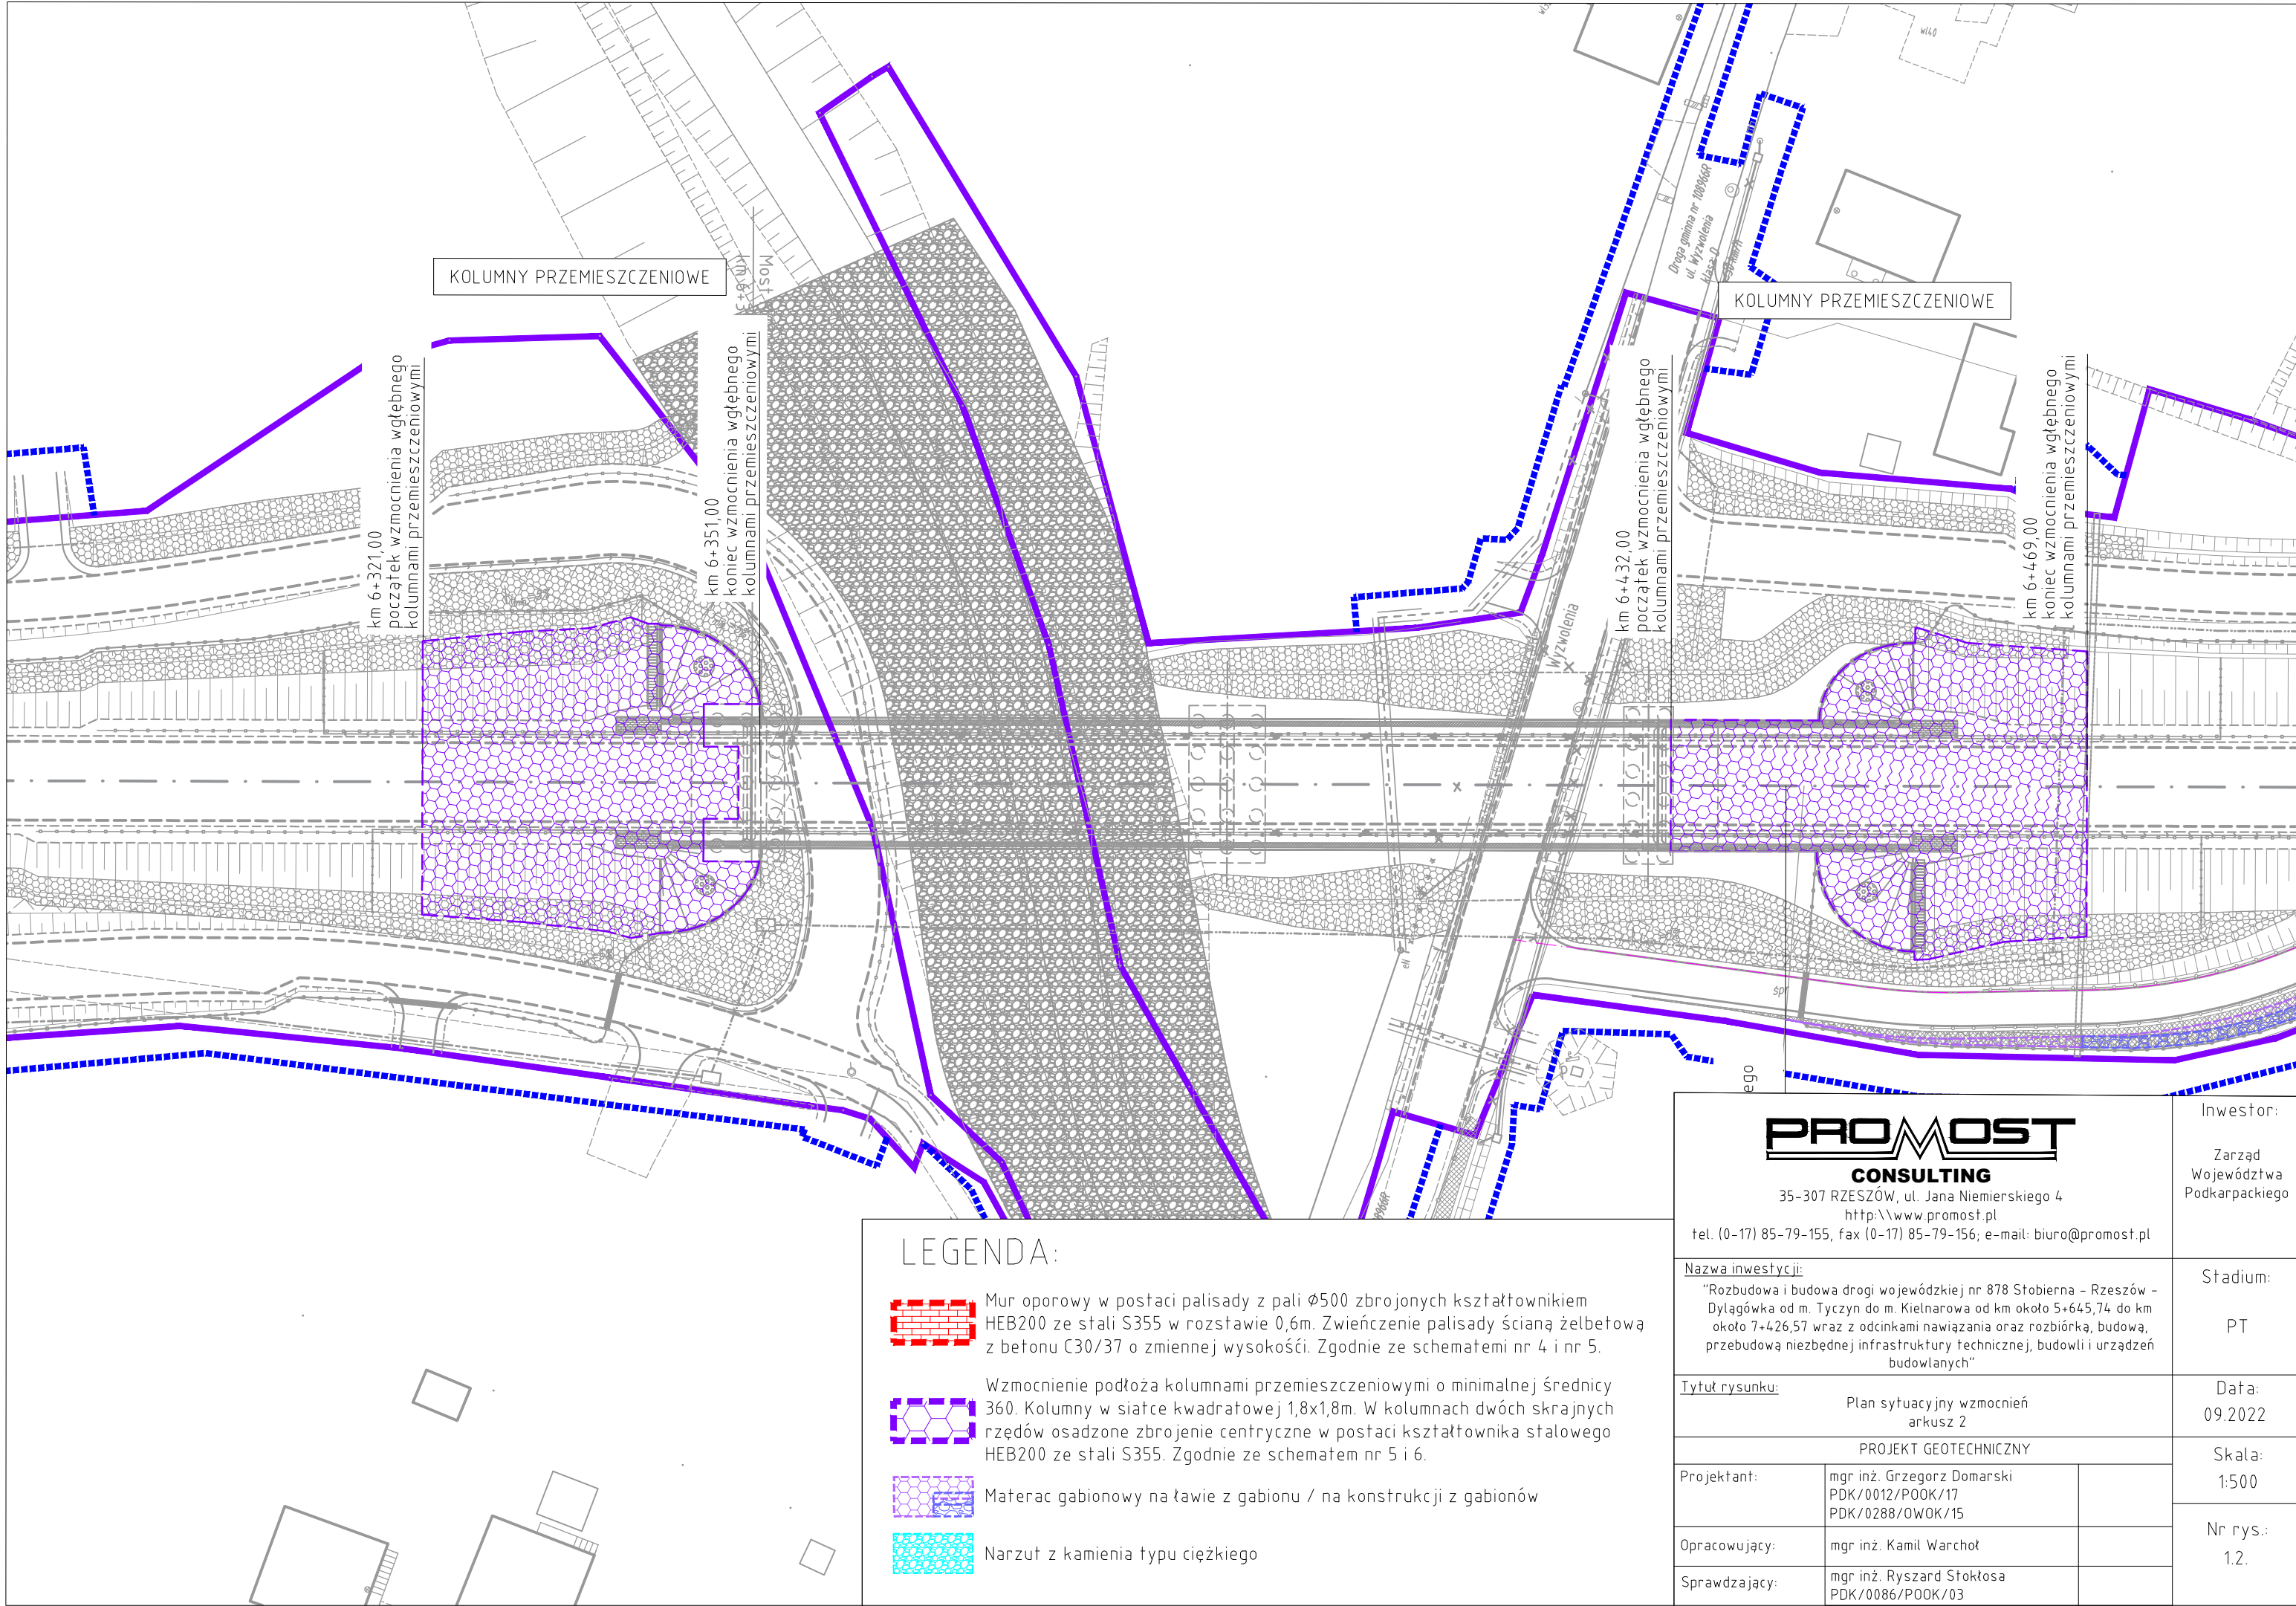 wl40
Droga gminna nr 108966R
ul. Wyzwolenia
klasa: D
KOLUMNY PRZEMIESZCZENIOWE
Most
KOLUMNY PRZEMIESZCZENIOWE
km 6+321,00
początek wzmocnienia wgłębnego
kolumnami przemieszczeniowymi
km 6+351,00
koniec wzmocnienia wgłębnego
kolumnami przemieszczeniowymi
km 6+432,00
początek wzmocnienia wgłębnego
kolumnami przemieszczeniowymi
km 6+469,00
koniec wzmocnienia wgłębnego
kolumnami przemieszczeniowymi
Wyzwolenia
eN
śpr
ego
8966R
LEGENDA:
Mur oporowy w postaci palisady z pali Ø500 zbrojonych kształtownikiem
HEB200 ze stali S355 w rozstawie 0,6m. Zwieńczenie palisady ścianą żelbetową
z betonu C30/37 o zmiennej wysokośći. Zgodnie ze schematemi nr 4 i nr 5.
Wzmocnienie podłoża kolumnami przemieszczeniowymi o minimalnej średnicy
360. Kolumny w siatce kwadratowej 1,8x1,8m. W kolumnach dwóch skrajnych
rzędów osadzone zbrojenie centryczne w postaci kształtownika stalowego
HEB200 ze stali S355. Zgodnie ze schematem nr 5 i 6.
Materac gabionowy na ławie z gabionu / na konstrukcji z gabionów
Narzut z kamienia typu ciężkiego
PROMOST
CONSULTING
35-307 RZESZÓW, ul. Jana Niemierskiego 4
http:\\www.promost.pl
tel. (0-17) 85-79-155, fax (0-17) 85-79-156; e-mail: biuro@promost.pl
Inwestor:
Zarząd
Województwa
Podkarpackiego
Nazwa inwestycji:
"Rozbudowa i budowa drogi wojewódzkiej nr 878 Stobierna - Rzeszów -
Dylągówka od m. Tyczyn do m. Kielnarowa od km około 5+645,74 do km
około 7+426,57 wraz z odcinkami nawiązania oraz rozbiórką, budową,
przebudową niezbędnej infrastruktury technicznej, budowli i urządzeń
budowlanych"
Stadium:
PT
Tytuł rysunku:
Plan sytuacyjny wzmocnień
arkusz 2
Data:
09.2022
PROJEKT GEOTECHNICZNY
Skala:
1:500
Projektant:
mgr inż. Grzegorz Domarski
PDK/0012/POOK/17
PDK/0288/OWOK/15
Opracowujący:
mgr inż. Kamil Warchoł
Nr rys.:
1.2.
Sprawdzający:
mgr inż. Ryszard Stokłosa
PDK/0086/POOK/03